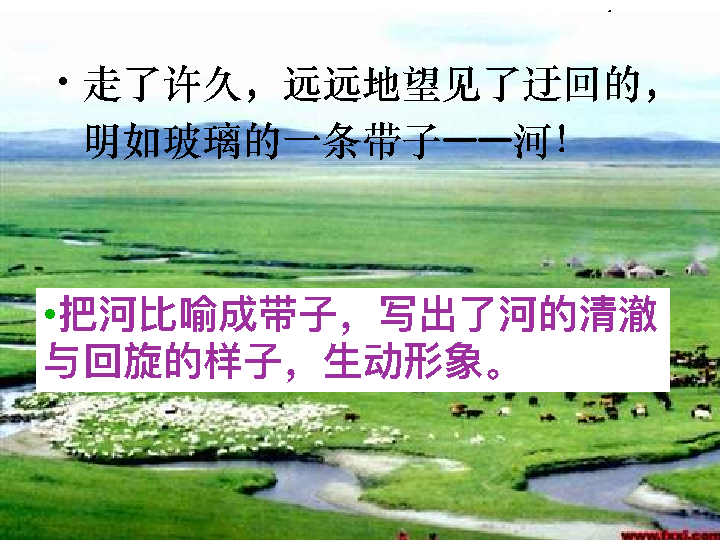 •走了许久，远远地望见了迂回的，
明如玻璃的一条带子——河！
•把河比喻成带子，写出了河的清澈
与回旋的样子，生动形象。